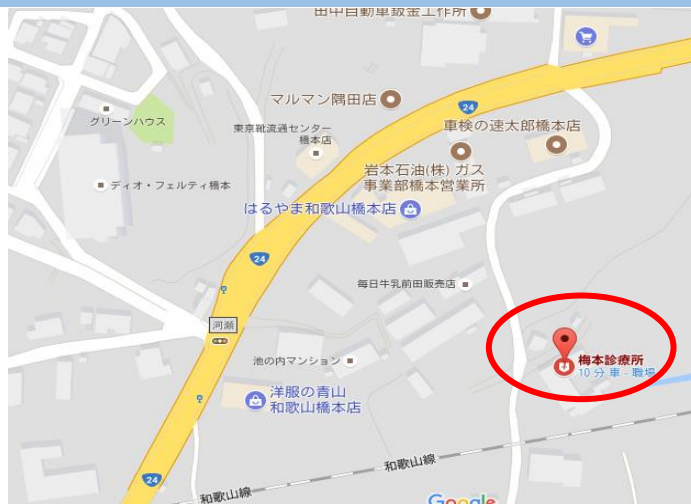 田中自動車鈑金工作所
マルマン隅田店
24
グリーンハウス
東京靴流通センター
橋本店
車検の速太郎橋本店
岩本石油(株) ガス
事業部橋本営業所
ディオ・フェルティ橋本
はるやま和歌山橋本店
24
毎日牛乳前田販売店
河瀬
池の内マンション
梅本診療所
10 分 車 - 職場
洋服の青山
和歌山橋本店
和歌山線
24
和歌山線
Google